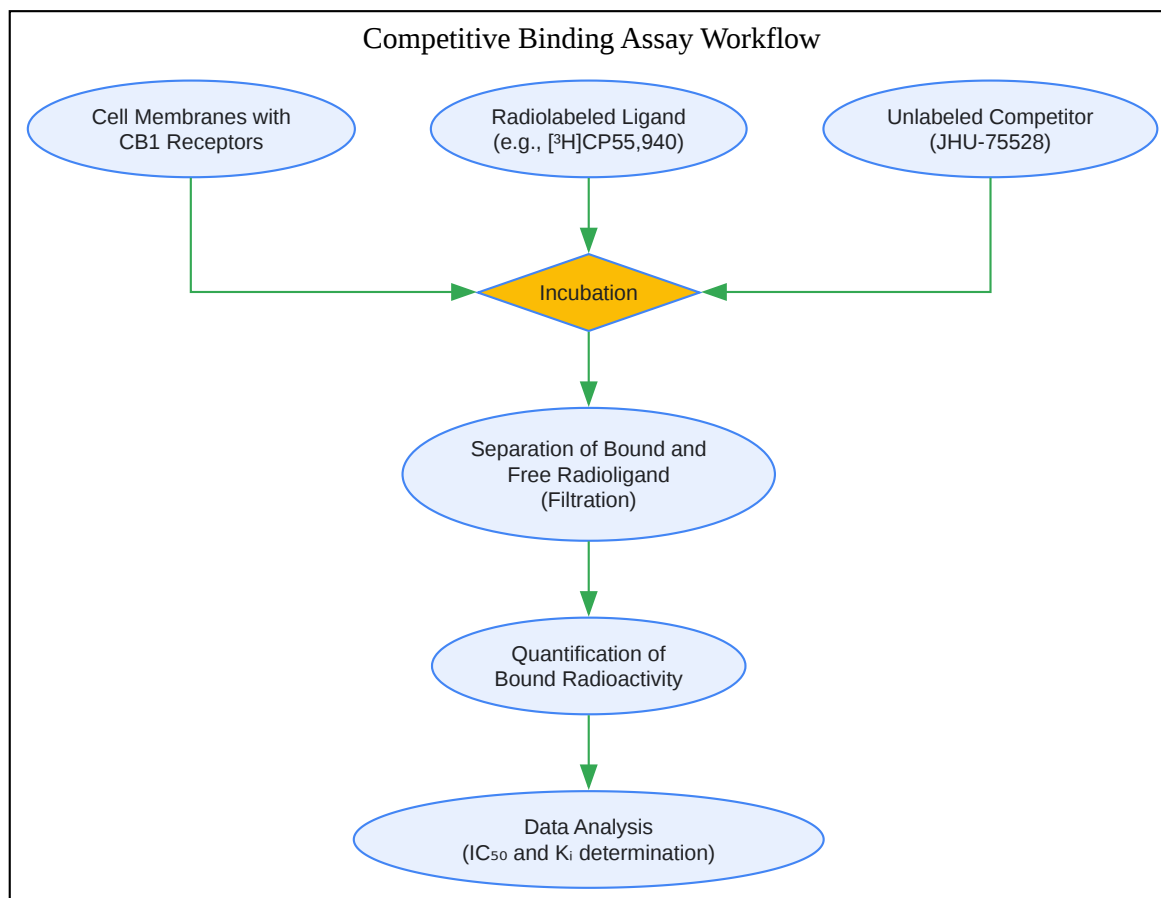 Competitive Binding Assay Workflow
Cell Membranes with
CB1 Receptors
Radiolabeled Ligand
(e.g., [³H]CP55,940)
Unlabeled Competitor
(JHU-75528)
Incubation
Separation of Bound and
Free Radioligand
(Filtration)
Quantification of
Bound Radioactivity
Data Analysis
(IC₅₀ and Kᵢ determination)